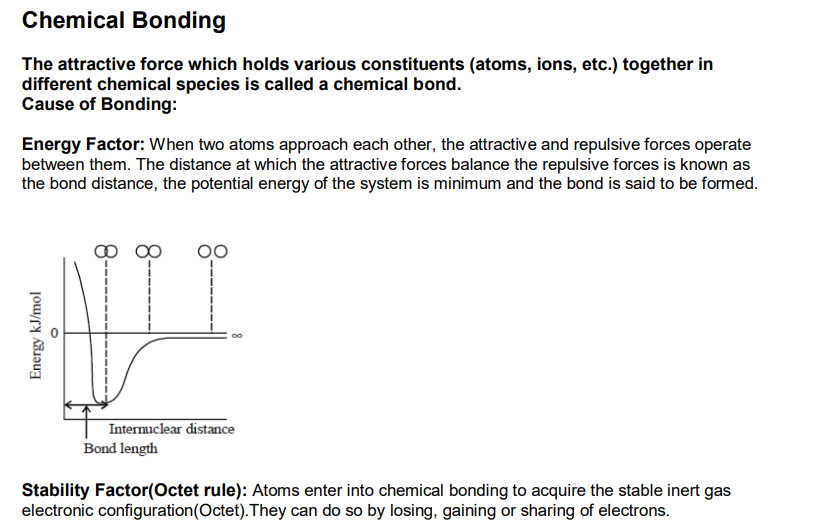 Chemical Bonding
The attractive force which holds various constituents (atoms, ions, etc.) together in
different chemical species is called a chemical bond.
Cause of Bonding:
Energy Factor: When two atoms approach each other, the attractive and repulsive forces operate
between them. The distance at which the attractive forces balance the repulsive forces is known as
the bond distance, the potential energy of the system is minimum and the bond is said to be formed.
Energy kJ/mol
0
∞
Internuclear distance
Bond length
Stability Factor(Octet rule): Atoms enter into chemical bonding to acquire the stable inert gas
electronic configuration(Octet).They can do so by losing, gaining or sharing of electrons.